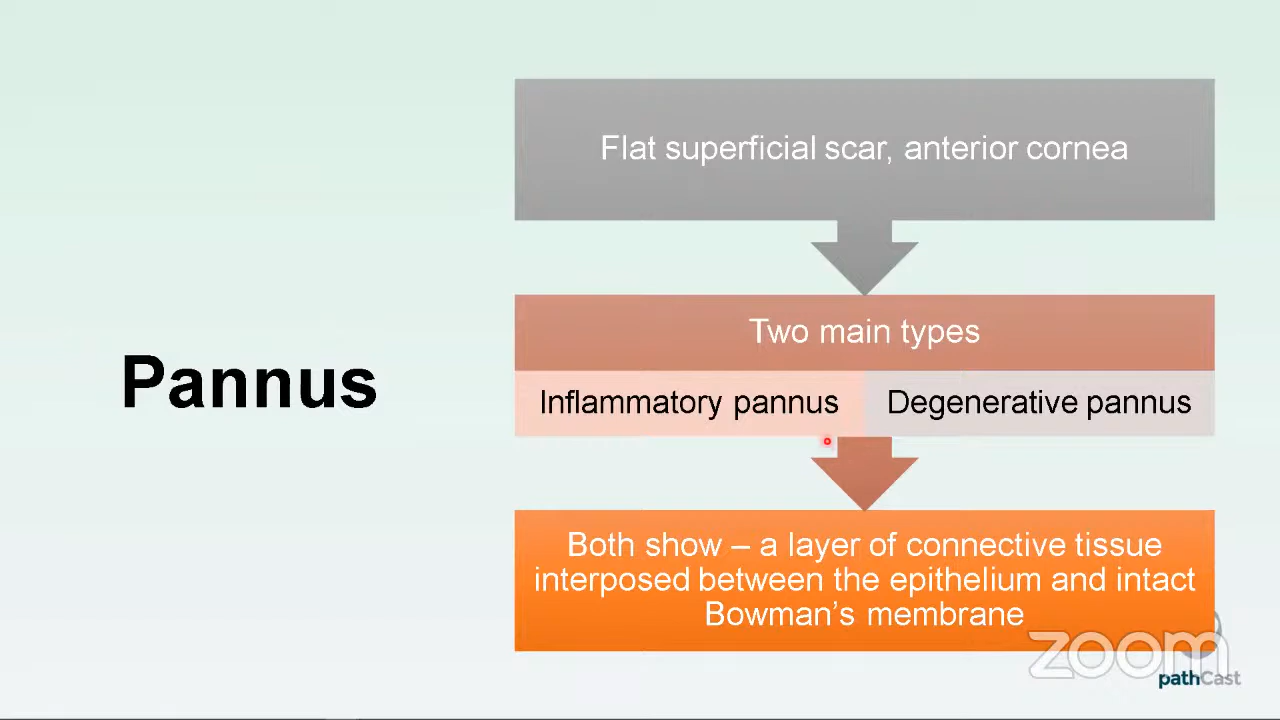 Pannus
Flat superficial scar, anterior cornea
Two main types
Inflammatory pannus
Degenerative pannus
Both show – a layer of connective tissue
interposed between the epithelium and intact
Bowman’s membrane
zoom
pathCast